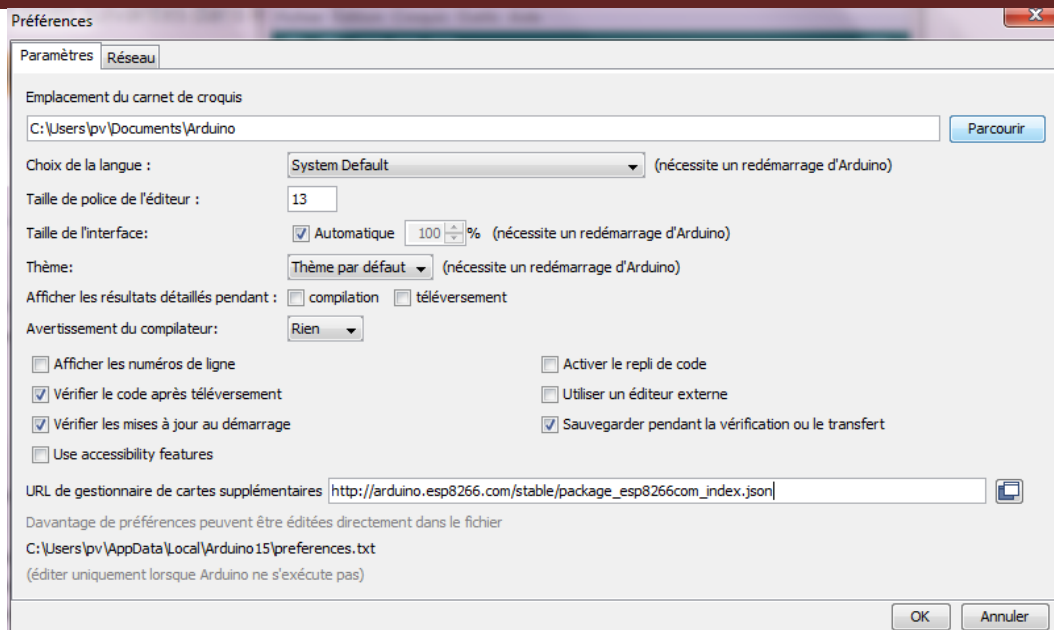 Préférences
Paramètres Réseau
Emplacement du carnet de croquis
C:\Users\pv\Documents\Arduino Parcourir
Choix de la langue : System Default (nécessite un redémarrage d'Arduino)
Taille de police de l'éditeur : 13
Taille de l'interface: Automatique 100 % (nécessite un redémarrage d'Arduino)
Thème: Thème par défaut (nécessite un redémarrage d'Arduino)
Afficher les résultats détaillés pendant : compilation téléversement
Avertissement du compilateur: Rien
Afficher les numéros de ligne Activer le repli de code
Vérifier le code après téléversement Utiliser un éditeur externe
Vérifier les mises à jour au démarrage Sauvegarder pendant la vérification ou le transfert
Use accessibility features
URL de gestionnaire de cartes supplémentaires http://arduino.esp8266.com/stable/package_esp8266com_index.json
Davantage de préférences peuvent être éditées directement dans le fichier
C:\Users\pv\AppData\Local\Arduino15\preferences.txt
(éditer uniquement lorsque Arduino ne s'exécute pas)
OK Annuler